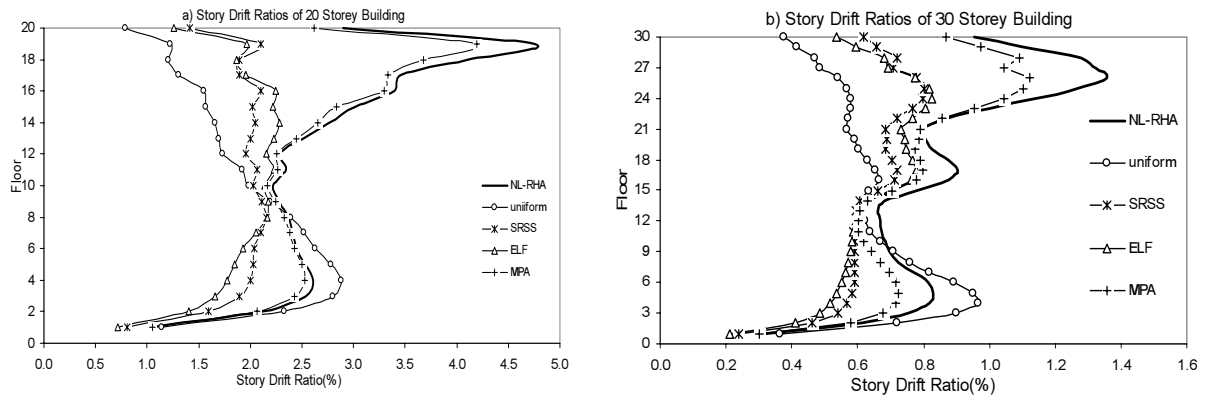 a) Story Drift Ratios of 20 Storey Building
20
18
16
14
12
10
8
6
4
2
0
Floor
0.0 0.5 1.0 1.5 2.0 2.5 3.0 3.5 4.0 4.5 5.0
Story Drift Ratio(%)
NL-RHA
uniform
SRSS
ELF
MPA
b) Story Drift Ratios of 30 Storey Building
30
27
24
21
18
15
12
9
6
3
0
Floor
0.0 0.2 0.4 0.6 0.8 1.0 1.2 1.4 1.6
Story Drift Ratio(%)
NL-RHA
uniform
SRSS
ELF
MPA